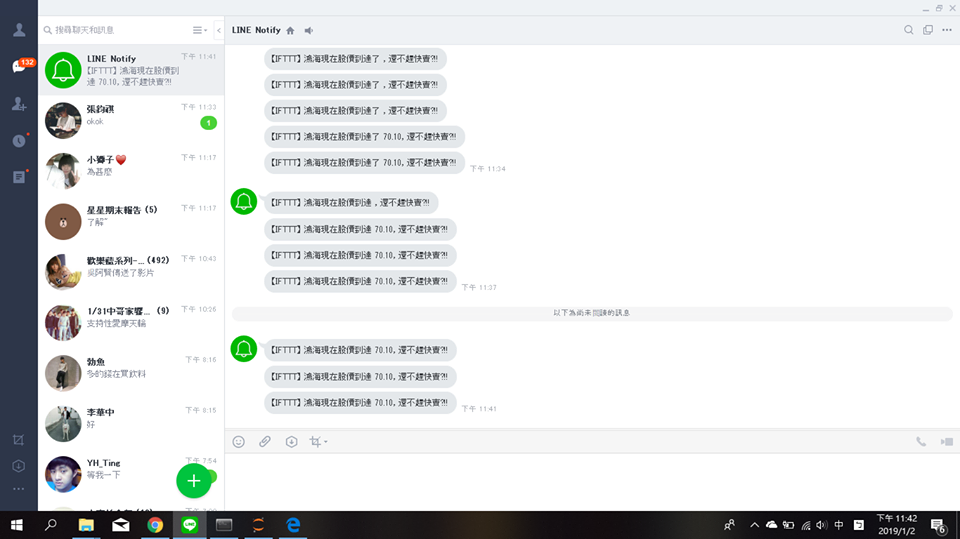 132
搜尋聊天和訊息
LINE Notify
下午 11:41
【IFTTT】鴻海現在股價到
達 70.10, 還不趕快賣?!!
張鈞祺
下午 11:33
okok
1
小獅子❤️
下午 11:17
為甚麼
星星期末報告 (5)
下午 11:17
了解~
歡樂藍系列-... (492)
下午 10:43
吳阿賢傳送了影片
1/31中哥家饗... (9)
下午 10:26
支持性愛摩天輪
勃魚
下午 8:16
多的錢在買飲料
李華中
下午 8:15
好
YH_Ting
下午 7:54
等我一下
LINE Notify
【IFTTT】鴻海現在股價到達了 , 還不趕快賣?!!
【IFTTT】鴻海現在股價到達了 , 還不趕快賣?!!
【IFTTT】鴻海現在股價到達了 , 還不趕快賣?!!
【IFTTT】鴻海現在股價到達了 70.10, 還不趕快賣?!!
【IFTTT】鴻海現在股價到達了 70.10, 還不趕快賣?!!
下午 11:34
【IFTTT】鴻海現在股價到達 , 還不趕快賣?!!
【IFTTT】鴻海現在股價到達 70.10, 還不趕快賣?!!
【IFTTT】鴻海現在股價到達 70.10, 還不趕快賣?!!
【IFTTT】鴻海現在股價到達 70.10, 還不趕快賣?!!
下午 11:37
以下為尚未閱讀的訊息
【IFTTT】鴻海現在股價到達 70.10, 還不趕快賣?!!
【IFTTT】鴻海現在股價到達 70.10, 還不趕快賣?!!
【IFTTT】鴻海現在股價到達 70.10, 還不趕快賣?!!
下午 11:41
LINE
中
下午 11:42
2019/1/2
6